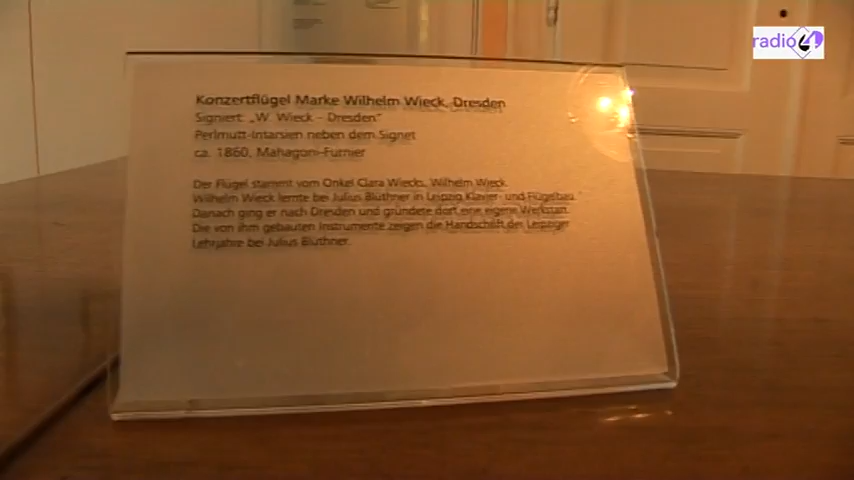 radio 4
Konzertflügel Marke Wilhelm Wieck, Dresden
Signiert: „W. Wieck – Dresden"
Perlmutt-Intarsien neben dem Signet
ca. 1860, Mahagoni-Furnier
Der Flügel stammt vom Onkel Clara Wiecks, Wilhelm Wieck.
Wilhelm Wieck lernte bei Julius Blüthner in Leipzig Klavier- und Flügelbau.
Danach ging er nach Dresden und gründete dort eine eigene Werkstatt.
Die von ihm gebauten Instrumente zeigen die Handschrift der Leipziger
Lehrjahre bei Julius Blüthner.